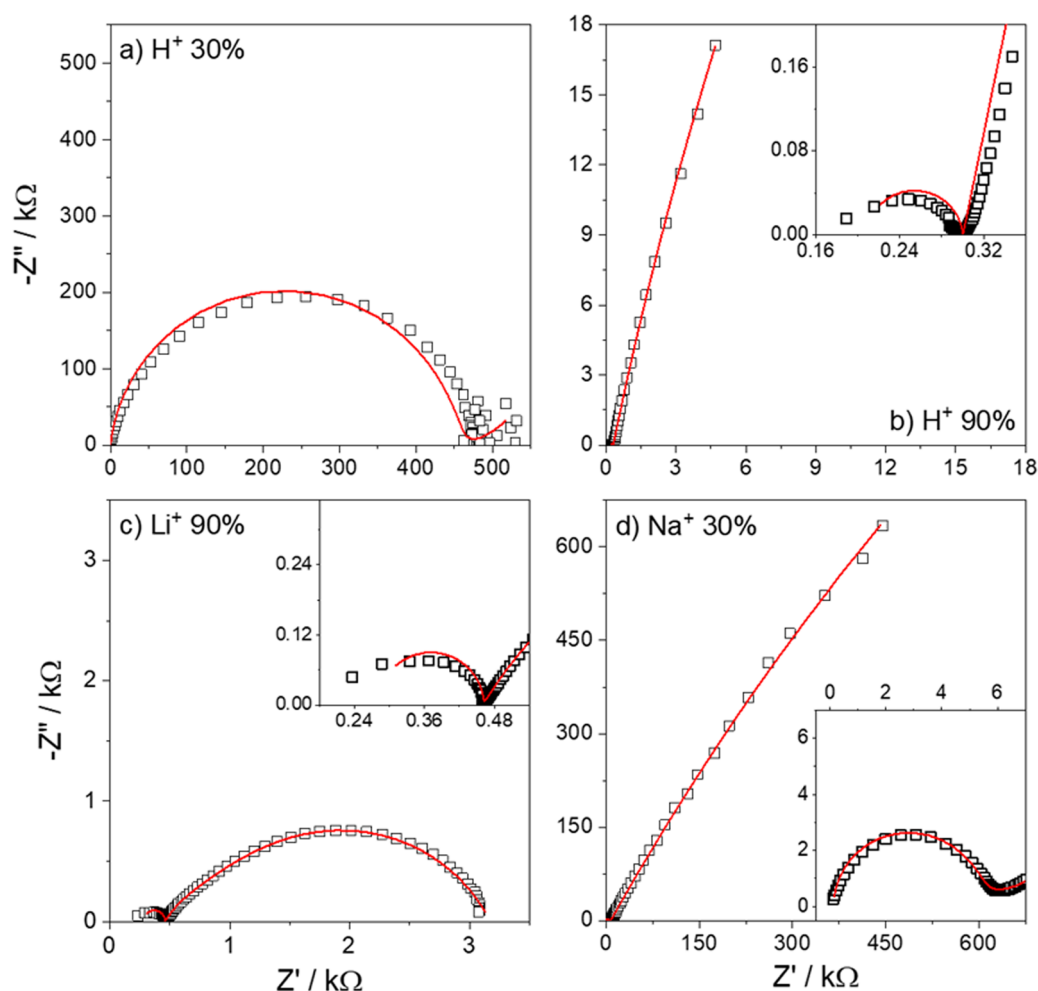 a) H⁺ 30%
-Z'' / kΩ
500
400
300
200
100
0
0 100 200 300 400 500
18
15
12
9
6
3
0
0 3 6 9 12 15 18
b) H⁺ 90%
0.16
0.08
0.00
0.16 0.24 0.32
c) Li⁺ 90%
-Z'' / kΩ
3
2
1
0
0 1 2 3
Z' / kΩ
0.24
0.12
0.00
0.24 0.36 0.48
d) Na⁺ 30%
600
450
300
150
0
0 150 300 450 600
Z' / kΩ
0 2 4 6
6
4
2
0